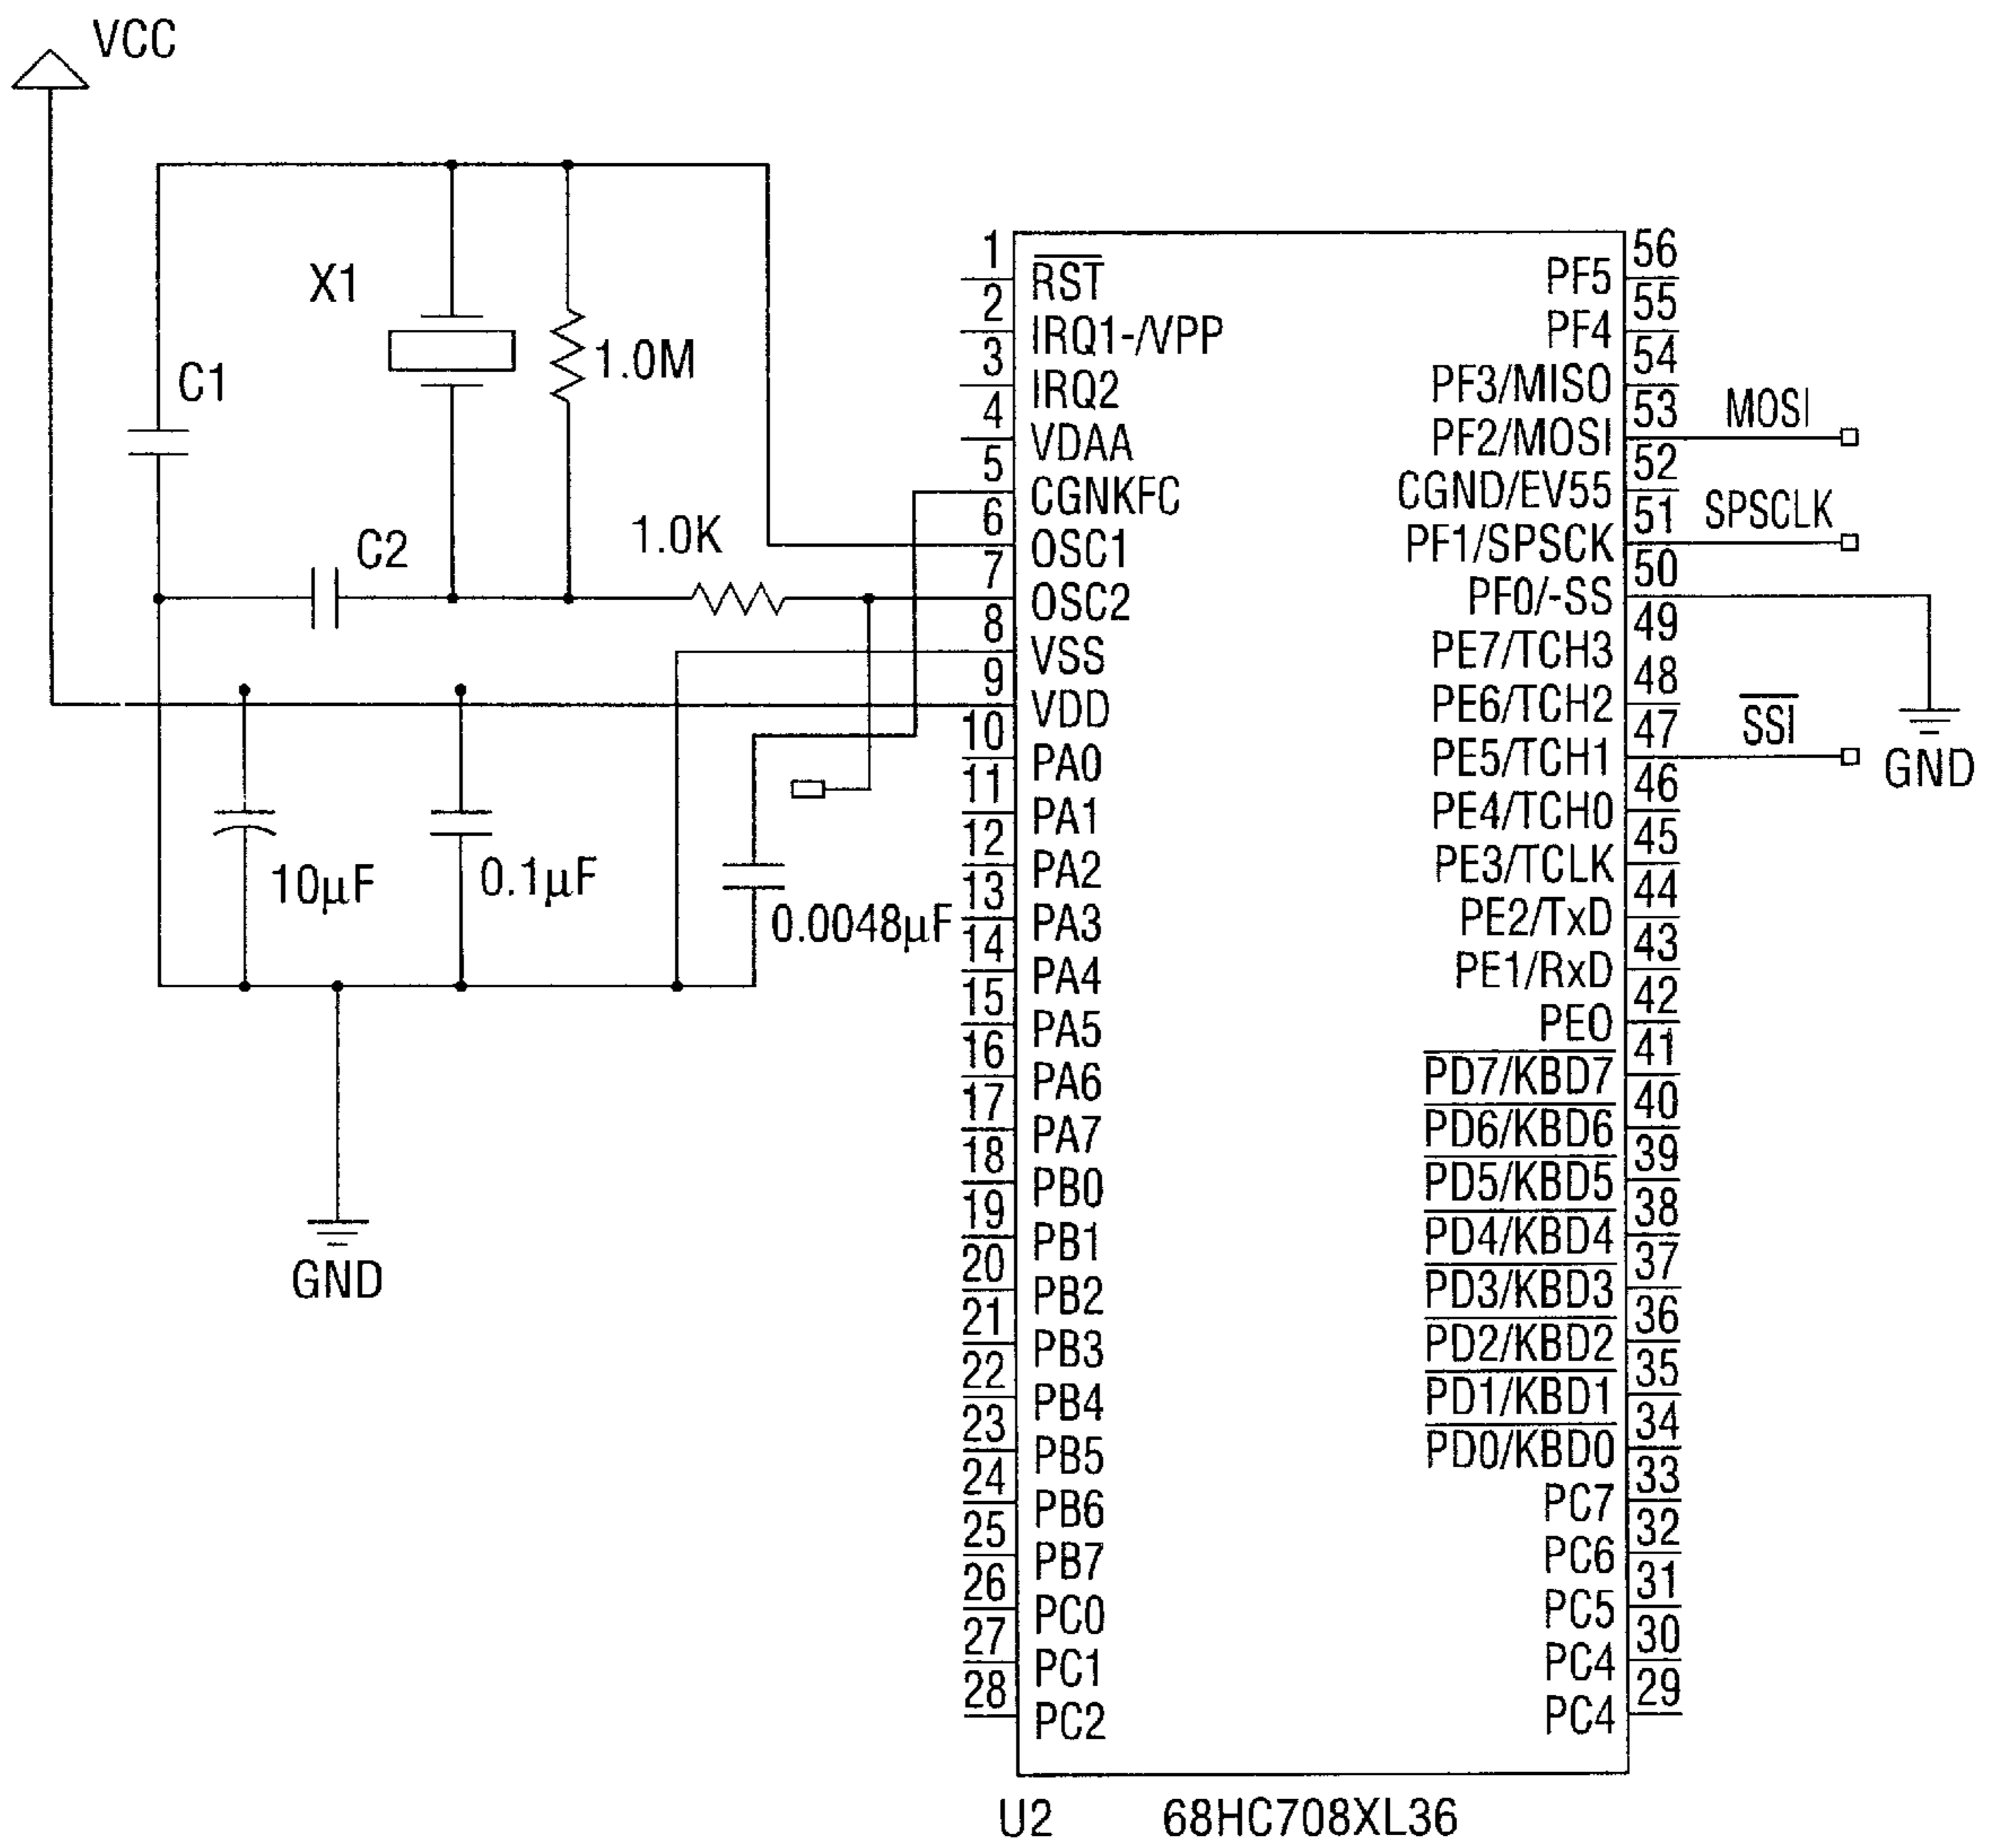 VCC
X1
1.0M
C1
C2
1.0K
10µF
0.1µF
0.0048µF
GND
1
RST
2
IRQ1-/VPP
3
IRQ2
4
VDAA
5
CGNKFC
6
OSC1
7
OSC2
8
VSS
9
VDD
10
PA0
11
PA1
12
PA2
13
PA3
14
PA4
15
PA5
16
PA6
17
PA7
18
PB0
19
PB1
20
PB2
21
PB3
22
PB4
23
PB5
24
PB6
25
PB7
26
PC0
27
PC1
28
PC2
56
PF5
55
PF4
54
PF3/MISO
53
PF2/MOSI
MOSI
52
CGND/EV55
51
PF1/SPSCK
SPSCLK
50
PF0/-SS
49
PE7/TCH3
48
PE6/TCH2
47
PE5/TCH1
SSI
GND
46
PE4/TCH0
45
PE3/TCLK
44
PE2/TxD
43
PE1/RxD
42
PE0
41
PD7/KBD7
40
PD6/KBD6
39
PD5/KBD5
38
PD4/KBD4
37
PD3/KBD3
36
PD2/KBD2
35
PD1/KBD1
34
PD0/KBD0
33
PC7
32
PC6
31
PC5
30
PC4
29
PC4
U2
68HC708XL36